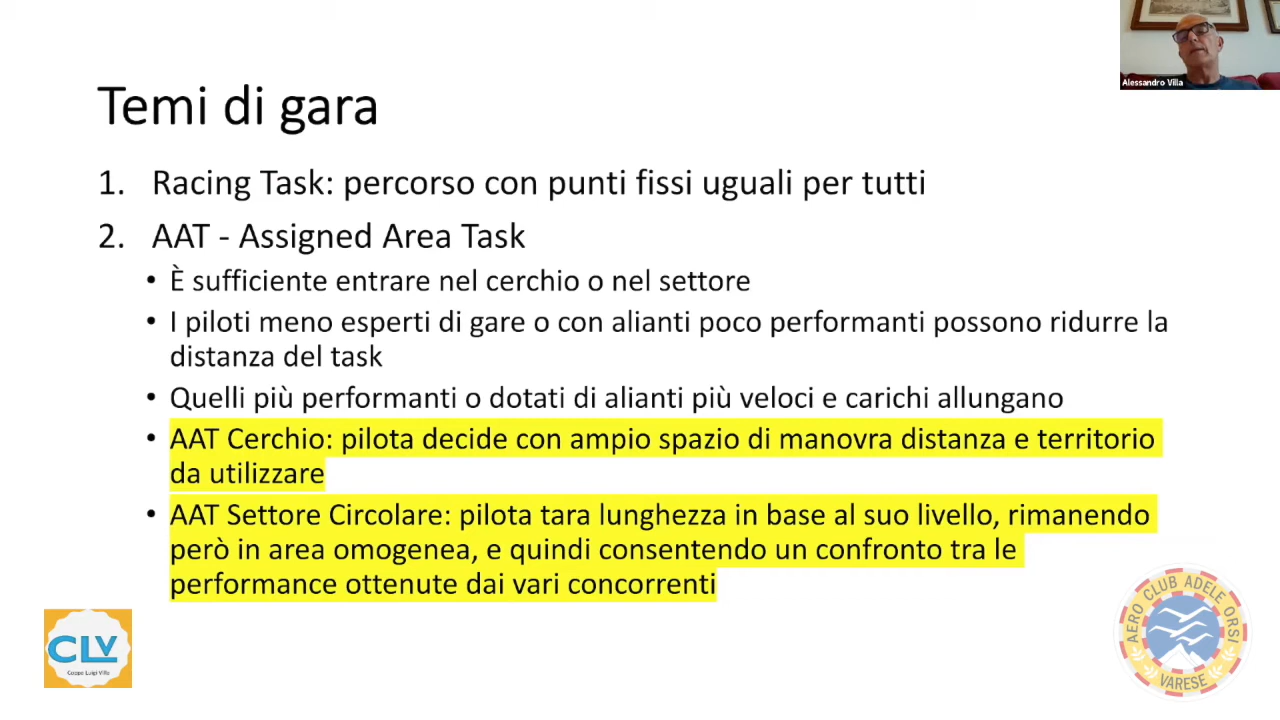 Alessandro Villa
Temi di gara
1. Racing Task: percorso con punti fissi uguali per tutti
2. AAT - Assigned Area Task
• È sufficiente entrare nel cerchio o nel settore
• I piloti meno esperti di gare o con alianti poco performanti possono ridurre la
distanza del task
• Quelli più performanti o dotati di alianti più veloci e carichi allungano
• AAT Cerchio: pilota decide con ampio spazio di manovra distanza e territorio
da utilizzare
• AAT Settore Circolare: pilota tara lunghezza in base al suo livello, rimanendo
però in area omogenea, e quindi consentendo un confronto tra le
performance ottenute dai vari concorrenti
CLV
Coppa Luigi Villa
AERO CLUB ADELE ORSI
VARESE